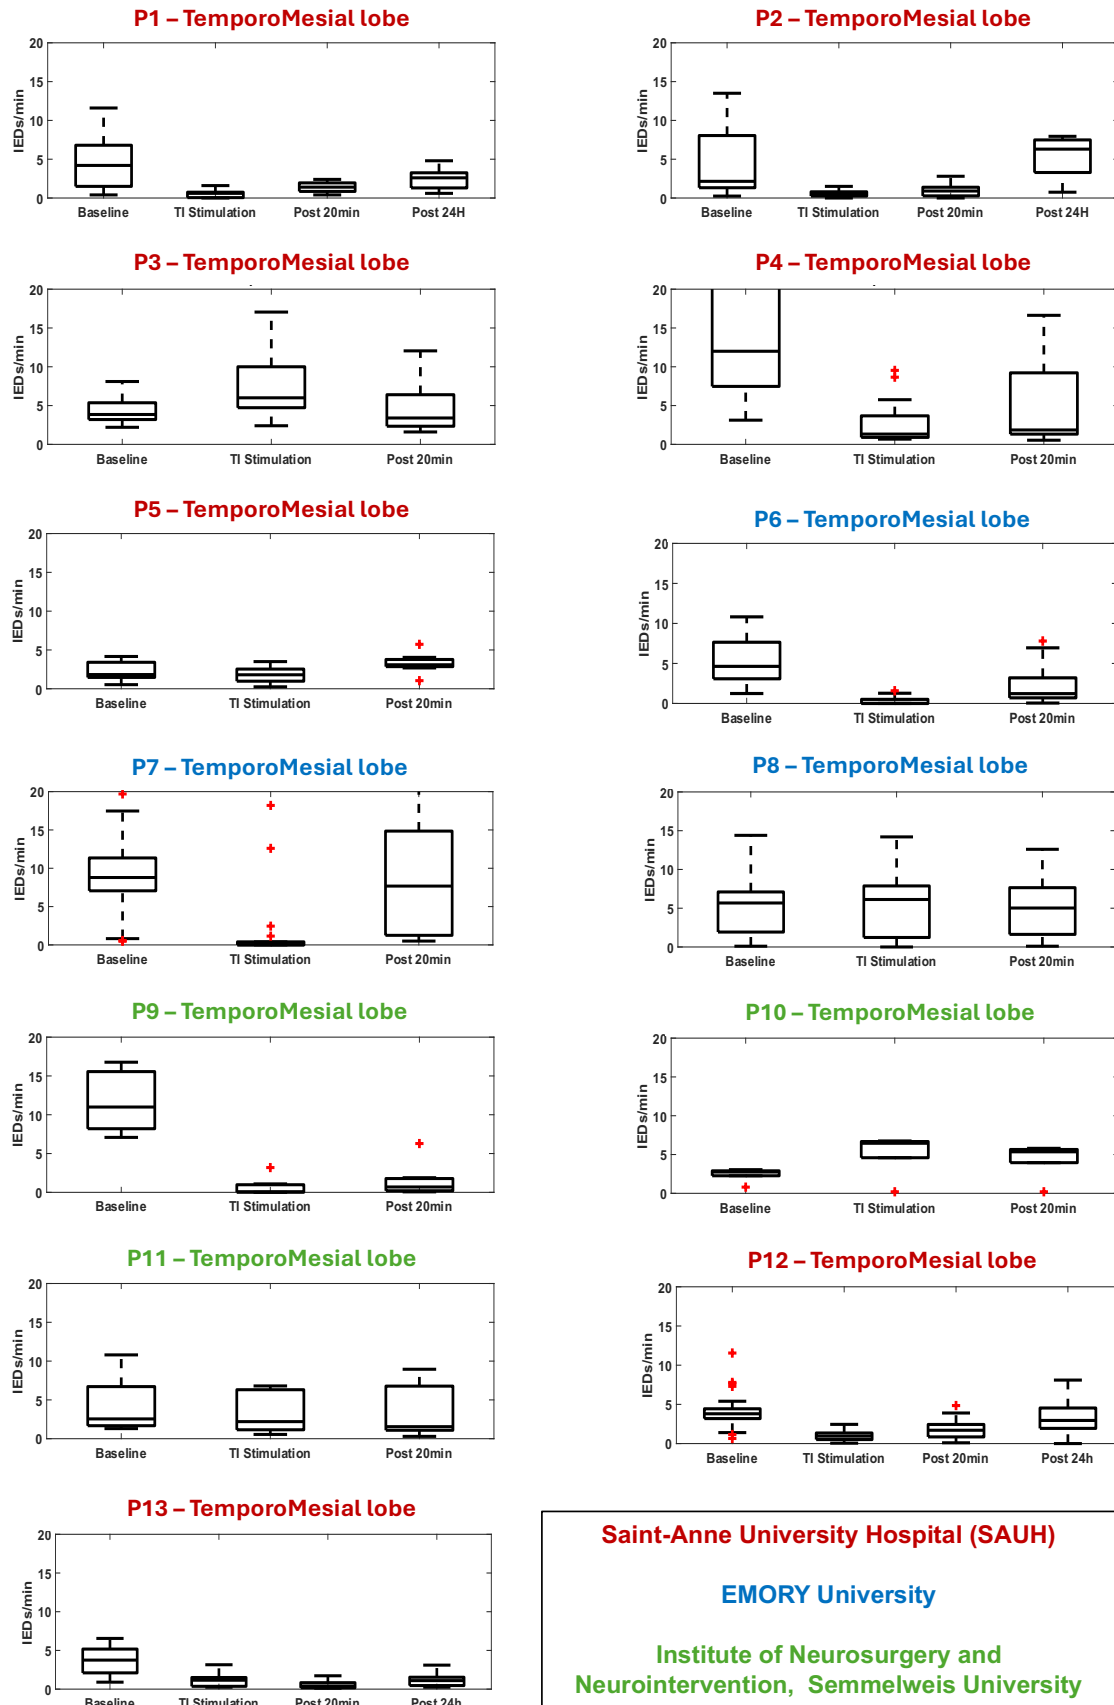 P1 – TemporoMesial lobe
20
15
10
5
0
IEDs/min
Baseline
TI Stimulation
Post 20min
Post 24H
P2 – TemporoMesial lobe
20
15
10
5
0
IEDs/min
Baseline
TI Stimulation
Post 20min
Post 24H
P3 – TemporoMesial lobe
20
15
10
5
0
IEDs/min
Baseline
TI Stimulation
Post 20min
P4 – TemporoMesial lobe
20
15
10
5
0
IEDs/min
Baseline
TI Stimulation
Post 20min
P5 – TemporoMesial lobe
20
15
10
5
0
IEDs/min
Baseline
TI Stimulation
Post 20min
P6 – TemporoMesial lobe
20
15
10
5
0
IEDs/min
Baseline
TI Stimulation
Post 20min
P7 – TemporoMesial lobe
20
15
10
5
0
IEDs/min
Baseline
TI Stimulation
Post 20min
P8 – TemporoMesial lobe
20
15
10
5
0
IEDs/min
Baseline
TI Stimulation
Post 20min
P9 – TemporoMesial lobe
20
15
10
5
0
IEDs/min
Baseline
TI Stimulation
Post 20min
P10 – TemporoMesial lobe
20
15
10
5
0
IEDs/min
Baseline
TI Stimulation
Post 20min
P11 – TemporoMesial lobe
20
15
10
5
0
IEDs/min
Baseline
TI Stimulation
Post 20min
P12 – TemporoMesial lobe
20
15
10
5
0
IEDs/min
Baseline
TI Stimulation
Post 20min
Post 24h
P13 – TemporoMesial lobe
20
15
10
5
0
IEDs/min
Baseline
TI Stimulation
Post 20min
Post 24h
Saint-Anne University Hospital (SAUH)
EMORY University
Institute of Neurosurgery and
Neurointervention, Semmelweis University